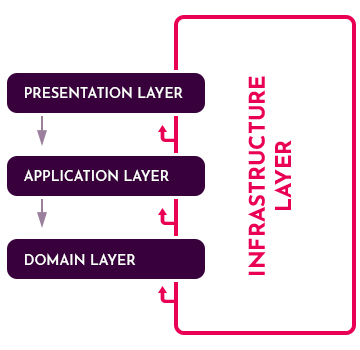 PRESENTATION LAYER
APPLICATION LAYER
DOMAIN LAYER
INFRASTRUCTURE
LAYER